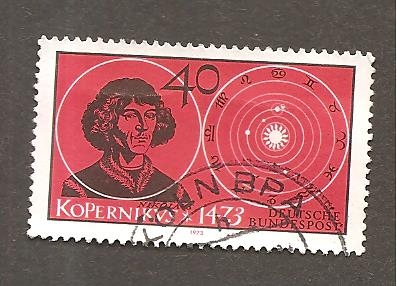 40
KOPERNIKUS * 1473
DEUTSCHE
BUNDESPOST
1973